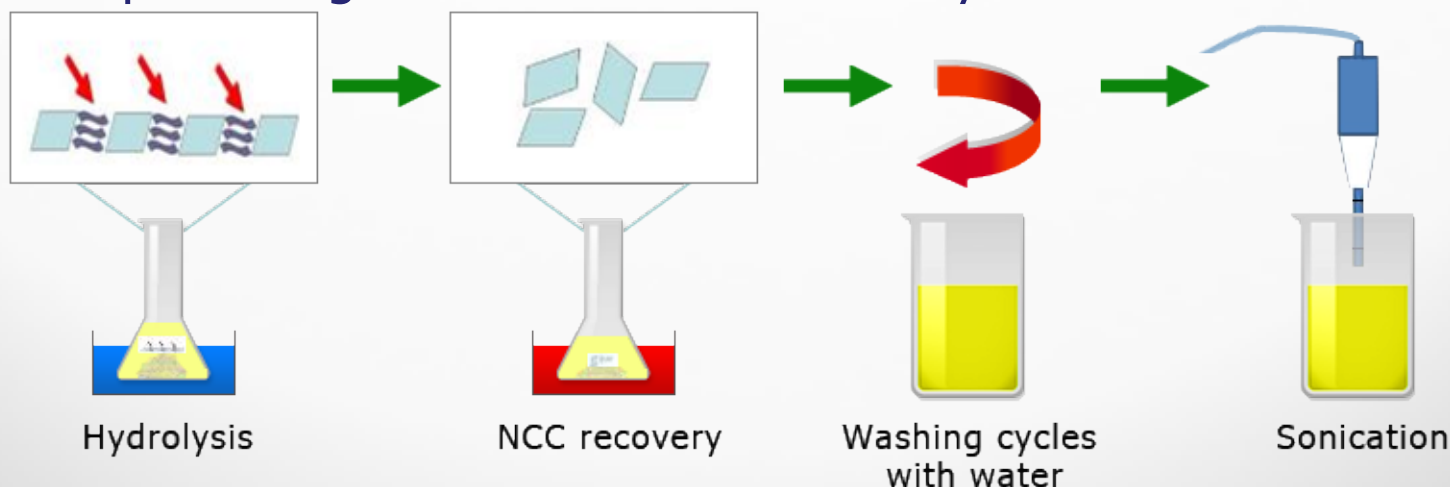 Hydrolysis
NCC recovery
Washing cycles
with water
Sonication